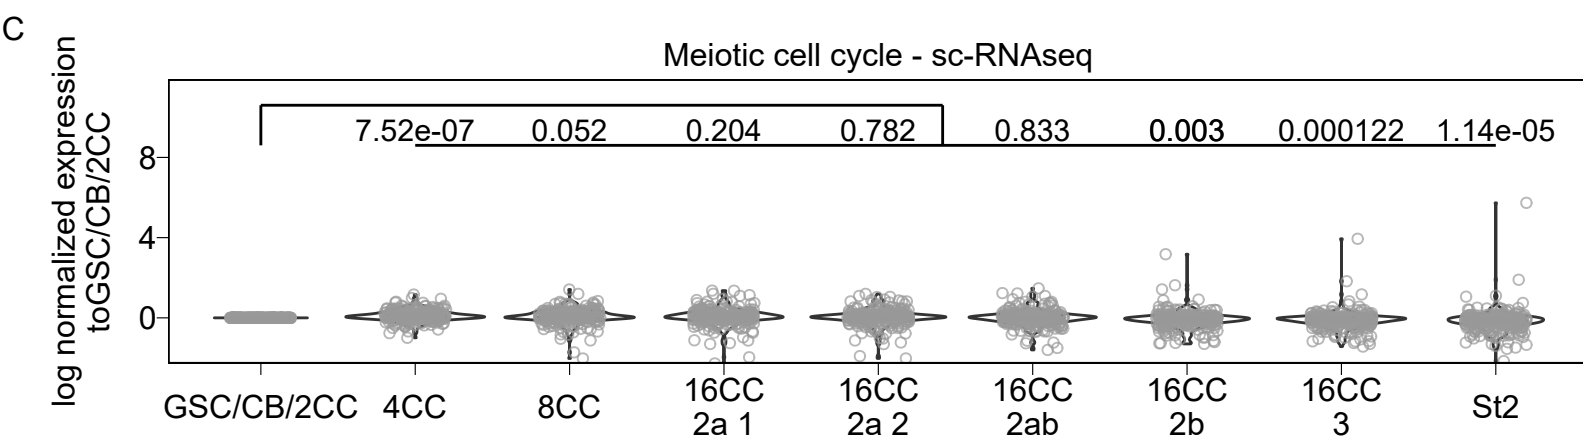 C
Meiotic cell cycle - sc-RNAseq
log normalized expression
toGSC/CB/2CC
7.52e-07 0.052 0.204 0.782 0.833 0.003 0.000122 1.14e-05
8
4
0
GSC/CB/2CC 4CC 8CC 16CC 2a 1 16CC 2a 2 16CC 2ab 16CC 2b 16CC 3 St2